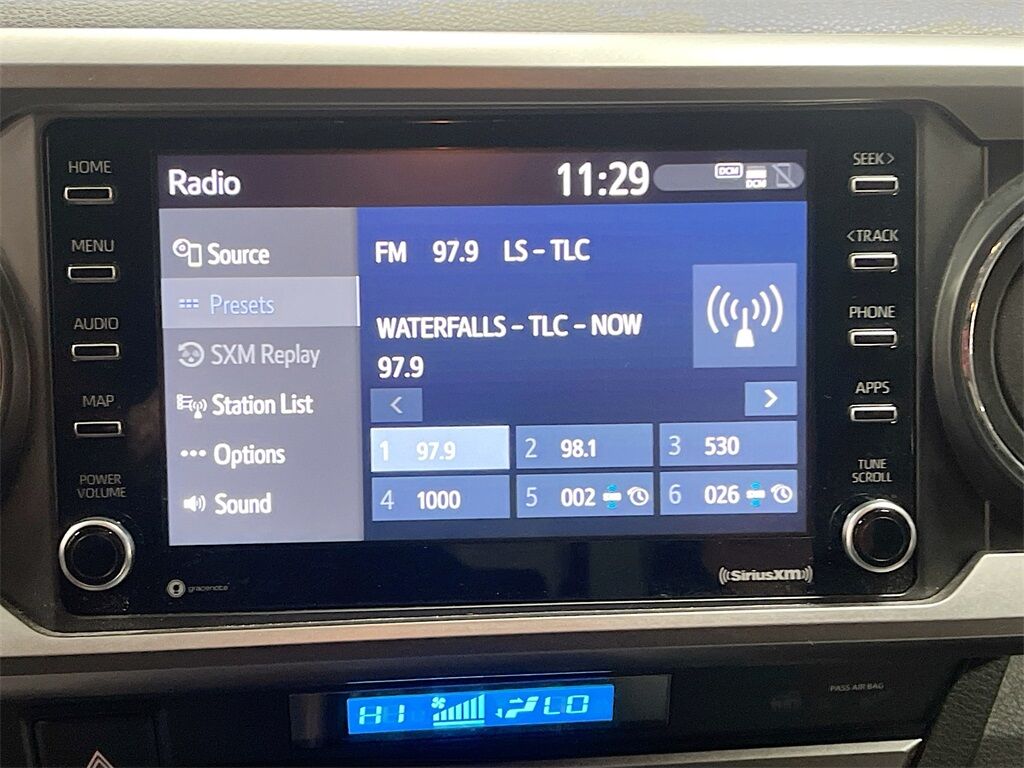 HOME
MENU
AUDIO
MAP
POWER
VOLUME
Radio
11:29
DCM
DCM
Source
Presets
SXM Replay
Station List
Options
Sound
FM 97.9 LS - TLC
WATERFALLS - TLC - NOW
97.9
< >
1 97.9 2 98.1 3 530
4 1000 5 002 6 026
SEEK >
< TRACK
PHONE
APPS
TUNE
SCROLL
gracenote
((SiriusXM))
HI LO
PASS AIR BAG